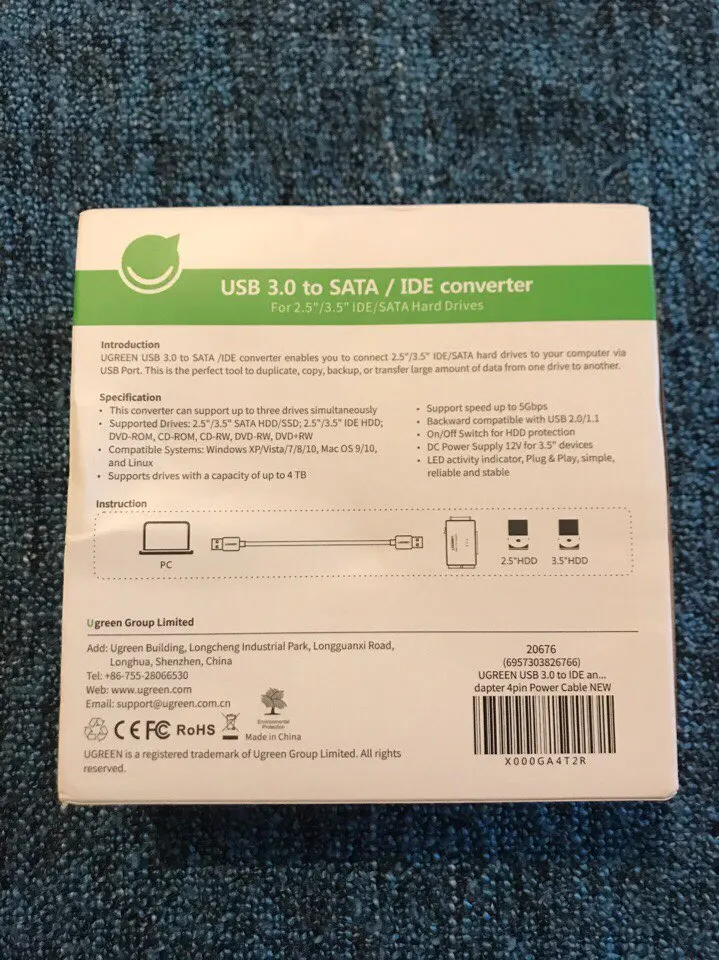 USB 3.0 to SATA / IDE converter
For 2.5"/3.5" IDE/SATA Hard Drives
Introduction
UGREEN USB 3.0 to SATA /IDE converter enables you to connect 2.5"/3.5" IDE/SATA hard drives to your computer via
USB Port. This is the perfect tool to duplicate, copy, backup, or transfer large amount of data from one drive to another.
Specification
• This converter can support up to three drives simultaneously
• Supported Drives: 2.5"/3.5" SATA HDD/SSD; 2.5"/3.5" IDE HDD;
DVD-ROM, CD-ROM, CD-RW, DVD-RW, DVD+RW
• Compatible Systems: Windows XP/Vista/7/8/10, Mac OS 9/10,
and Linux
• Supports drives with a capacity of up to 4 TB
• Support speed up to 5Gbps
• Backward compatible with USB 2.0/1.1
• On/Off Switch for HDD protection
• DC Power Supply 12V for 3.5" devices
• LED activity indicator, Plug & Play, simple,
reliable and stable
Instruction
PC
2.5"HDD
3.5"HDD
Ugreen Group Limited
Add: Ugreen Building, Longcheng Industrial Park, Longguanxi Road,
Longhua, Shenzhen, China
Tel: +86-755-28066530
Web: www.ugreen.com
Email: support@ugreen.com.cn
CE FC RoHS
Environmental
Protection
Made in China
UGREEN is a registered trademark of Ugreen Group Limited. All rights
reserved.
20676
(6957303826766)
UGREEN USB 3.0 to IDE an...
dapter 4pin Power Cable NEW
X000GA4T2R